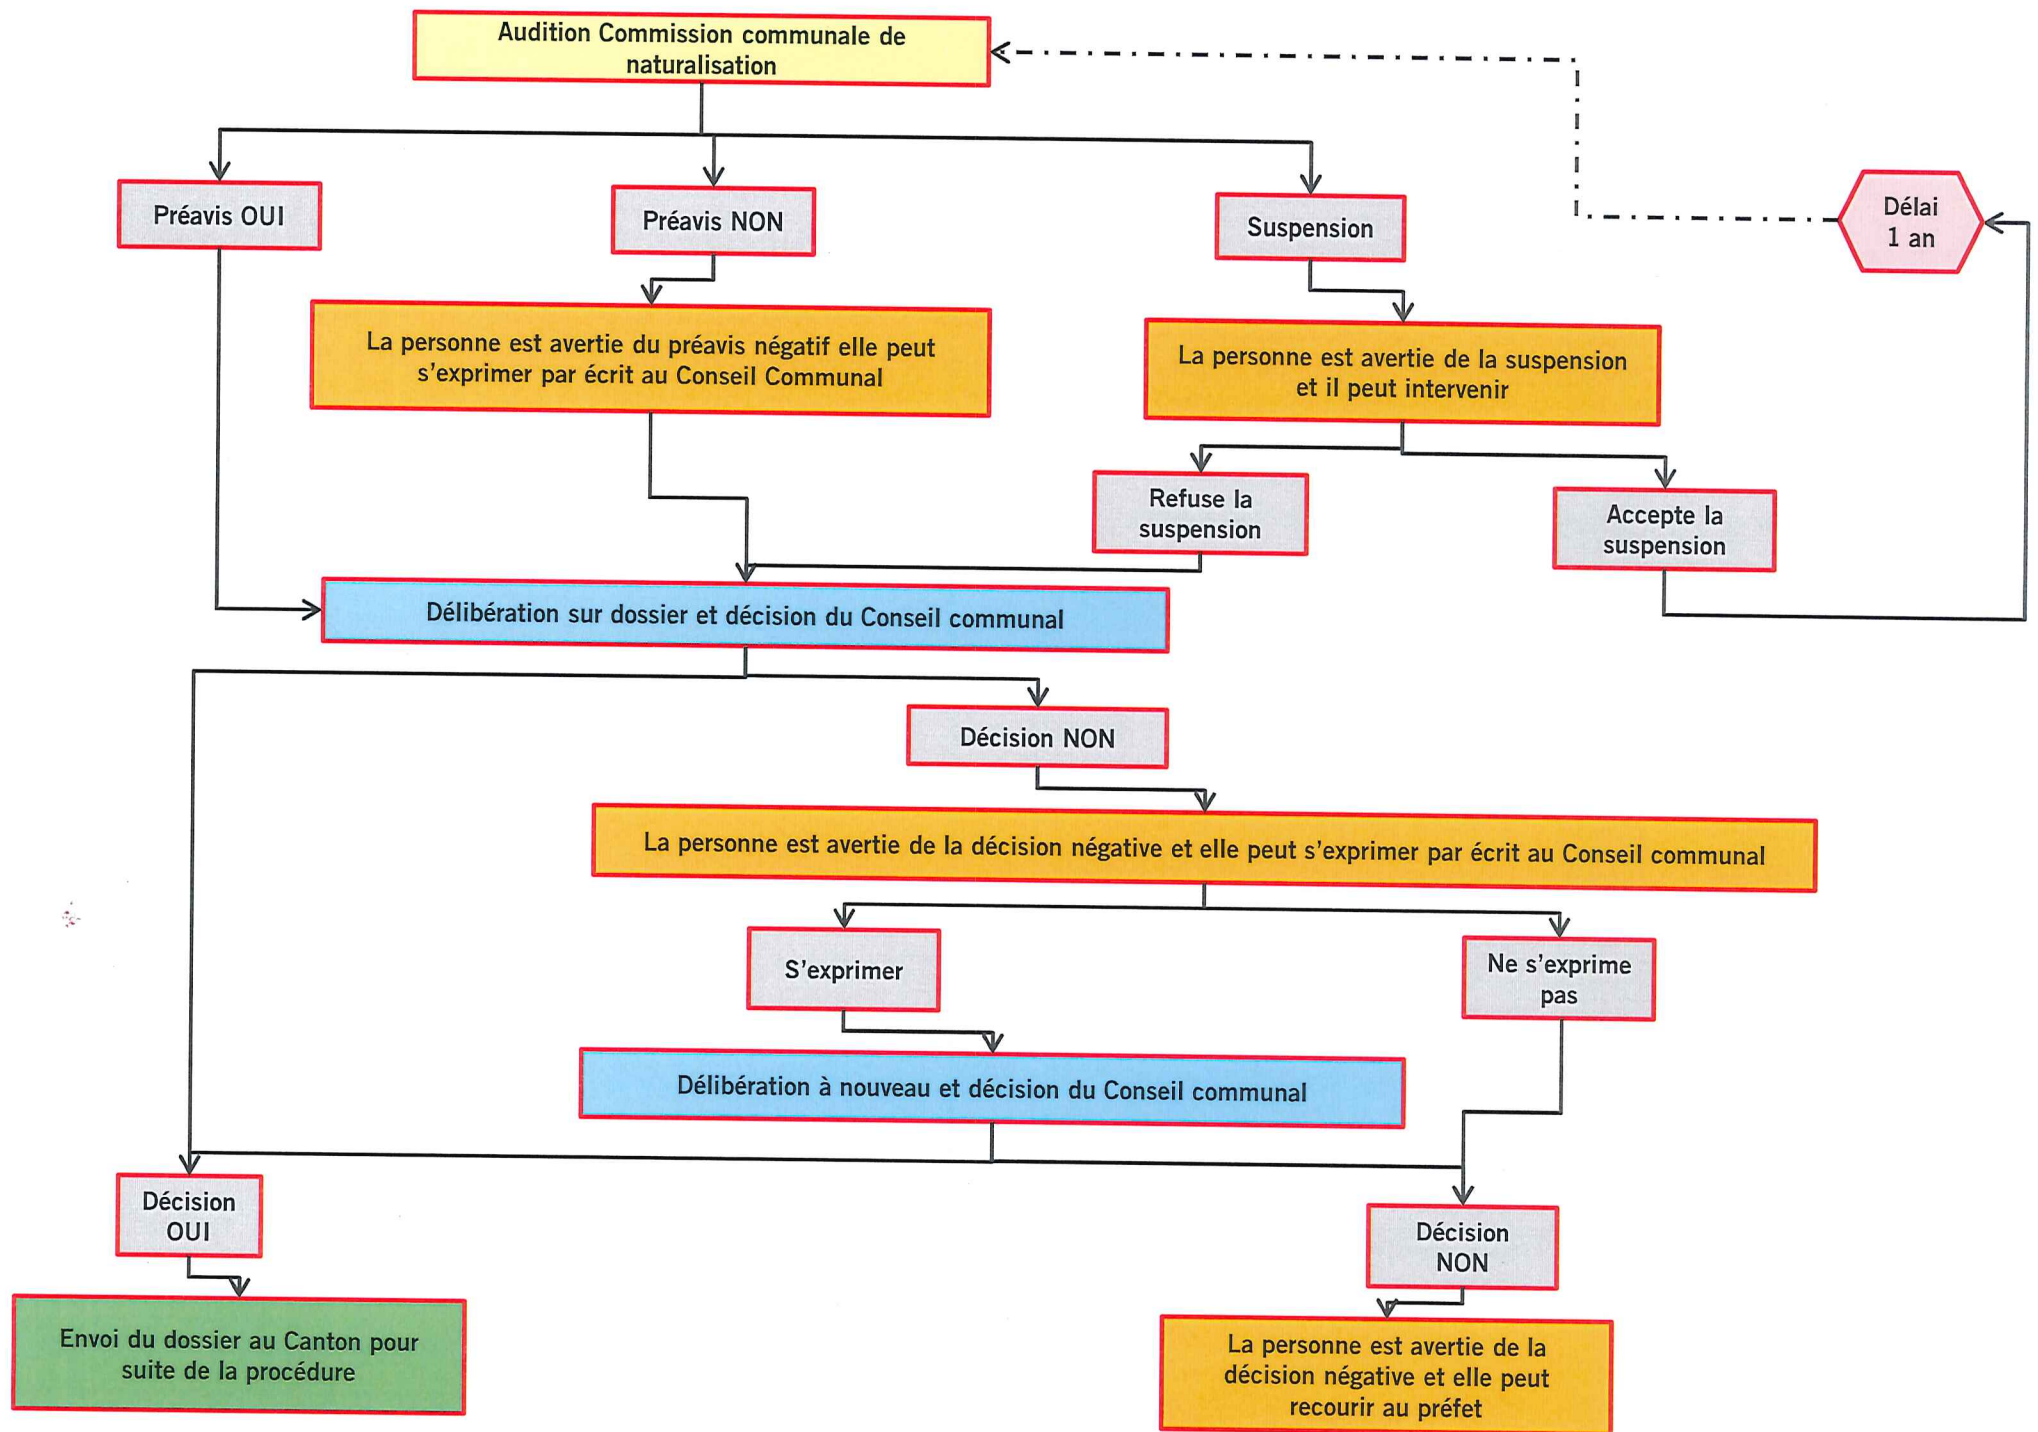 Audition Commission communale de
naturalisation
Préavis OUI
Préavis NON
Suspension
Délai
1 an
La personne est avertie du préavis négatif elle peut
s'exprimer par écrit au Conseil Communal
La personne est avertie de la suspension
et il peut intervenir
Refuse la
suspension
Accepte la
suspension
Délibération sur dossier et décision du Conseil communal
Décision NON
La personne est avertie de la décision négative et elle peut s'exprimer par écrit au Conseil communal
S'exprimer
Ne s'exprime
pas
Délibération à nouveau et décision du Conseil communal
Décision
OUI
Décision
NON
Envoi du dossier au Canton pour
suite de la procédure
La personne est avertie de la
décision négative et elle peut
recourir au préfet